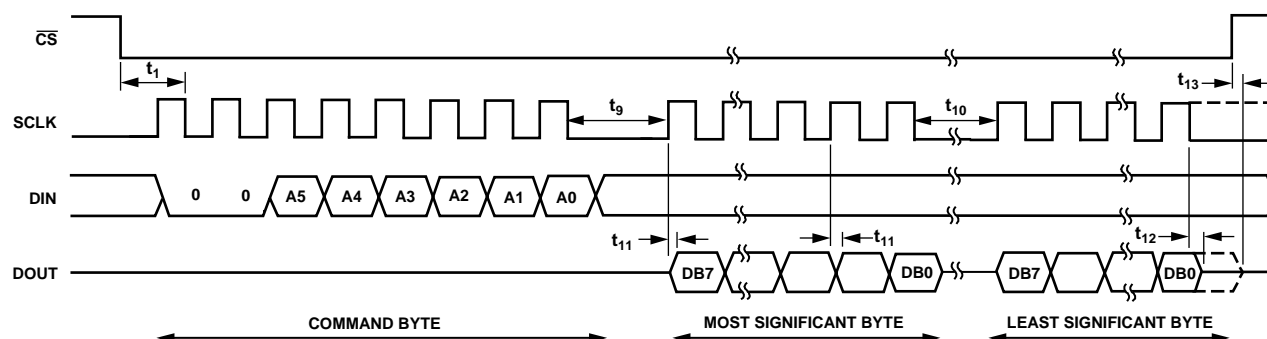 CS
t1
t13
SCLK
t9
t10
DIN
0 0 A5 A4 A3 A2 A1 A0
t11
t11
t12
DOUT
DB7 DB0 DB7 DB0
COMMAND BYTE MOST SIGNIFICANT BYTE LEAST SIGNIFICANT BYTE